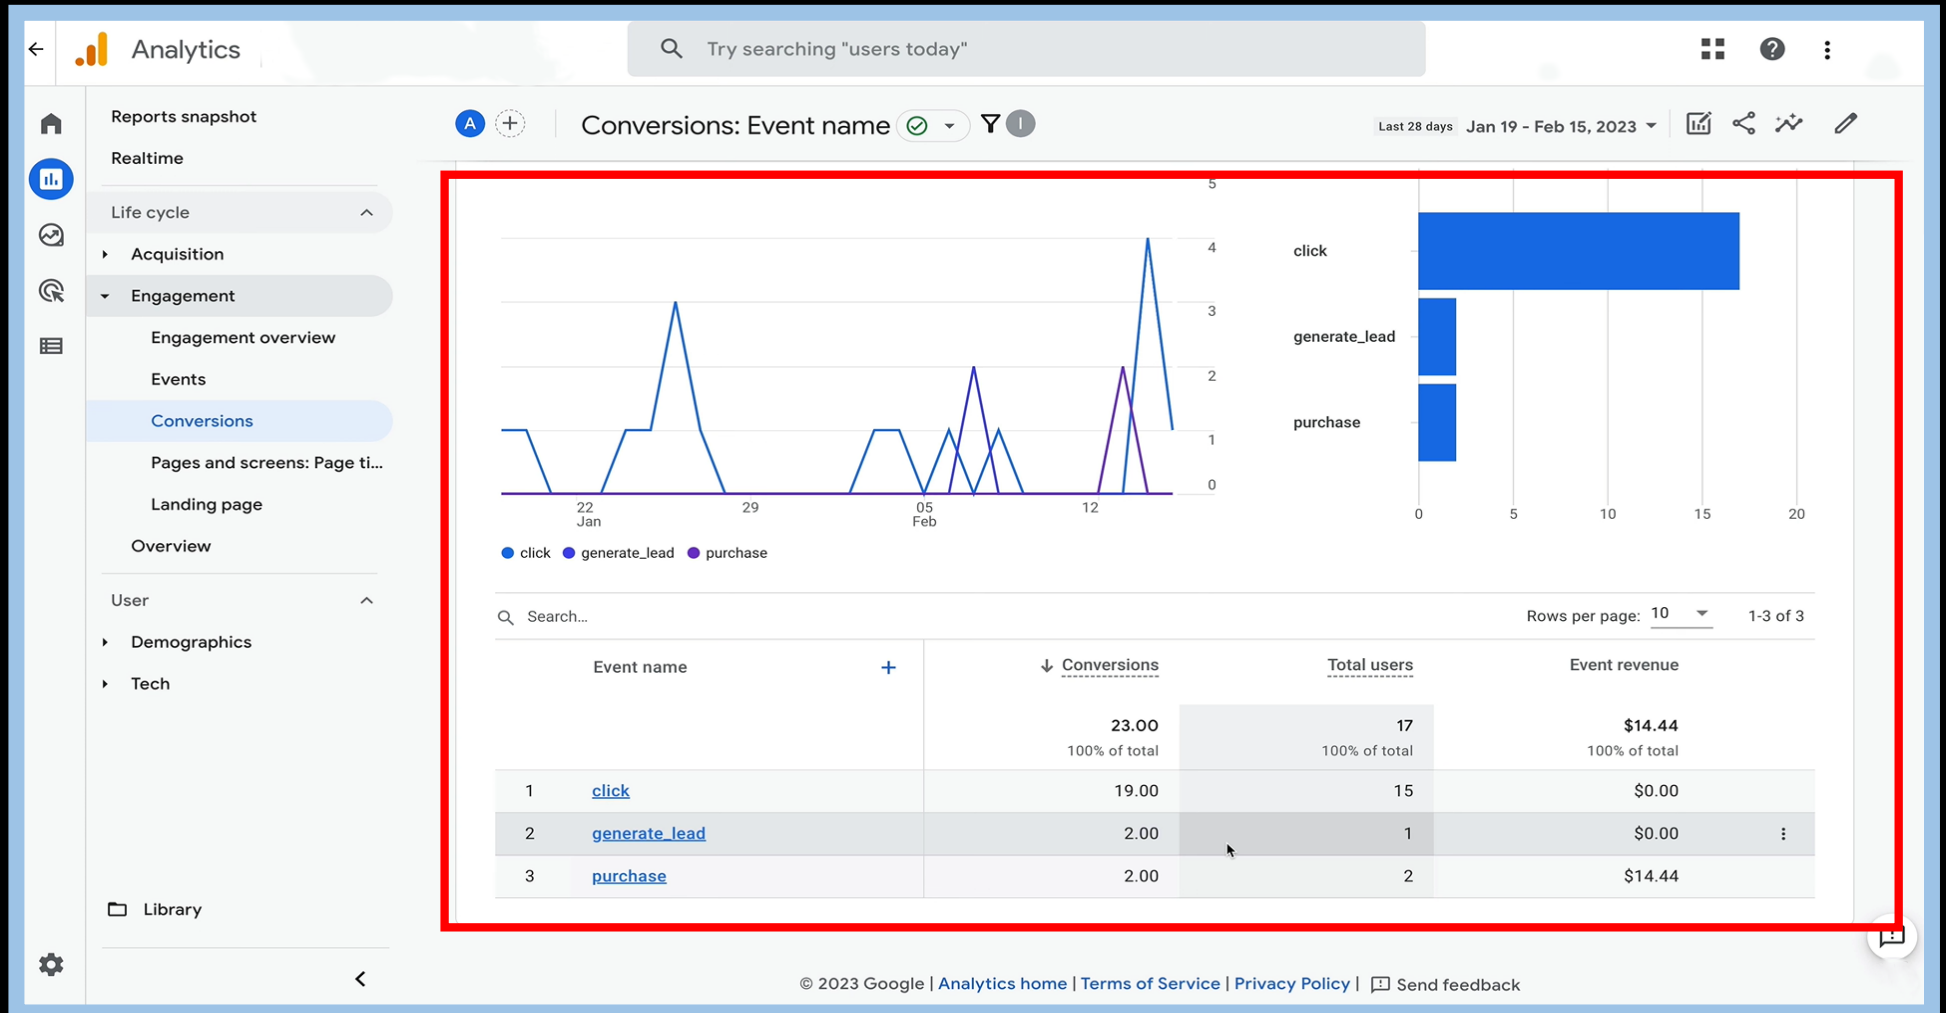 Analytics
Try searching "users today"
Reports snapshot
Realtime
Life cycle
Acquisition
Engagement
Engagement overview
Events
Conversions
Pages and screens: Page ti...
Landing page
Overview
User
Demographics
Tech
Library
A
Conversions: Event name
I
Last 28 days Jan 19 - Feb 15, 2023
5
4
3
2
1
0
22
Jan
29
05
Feb
12
click generate_lead purchase
click
generate_lead
purchase
0 5 10 15 20
Search...
Rows per page: 10 1-3 of 3
Event name + Conversions Total users Event revenue
23.00 17 $14.44
100% of total 100% of total 100% of total
1 click 19.00 15 $0.00
2 generate_lead 2.00 1 $0.00
3 purchase 2.00 2 $14.44
© 2023 Google | Analytics home | Terms of Service | Privacy Policy | Send feedback